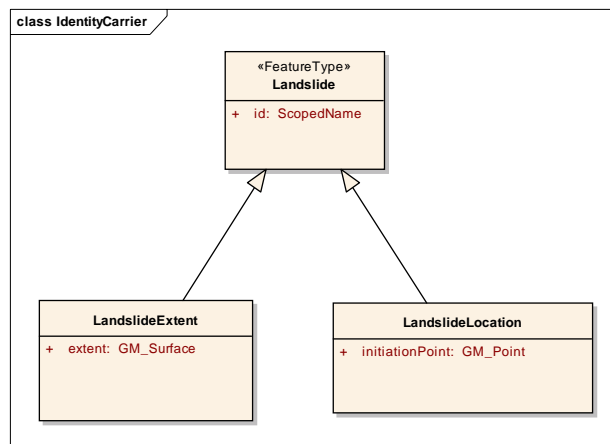 class IdentityCarrier
«FeatureType»
Landslide
+ id: ScopedName
LandslideExtent
+ extent: GM_Surface
LandslideLocation
+ initiationPoint: GM_Point